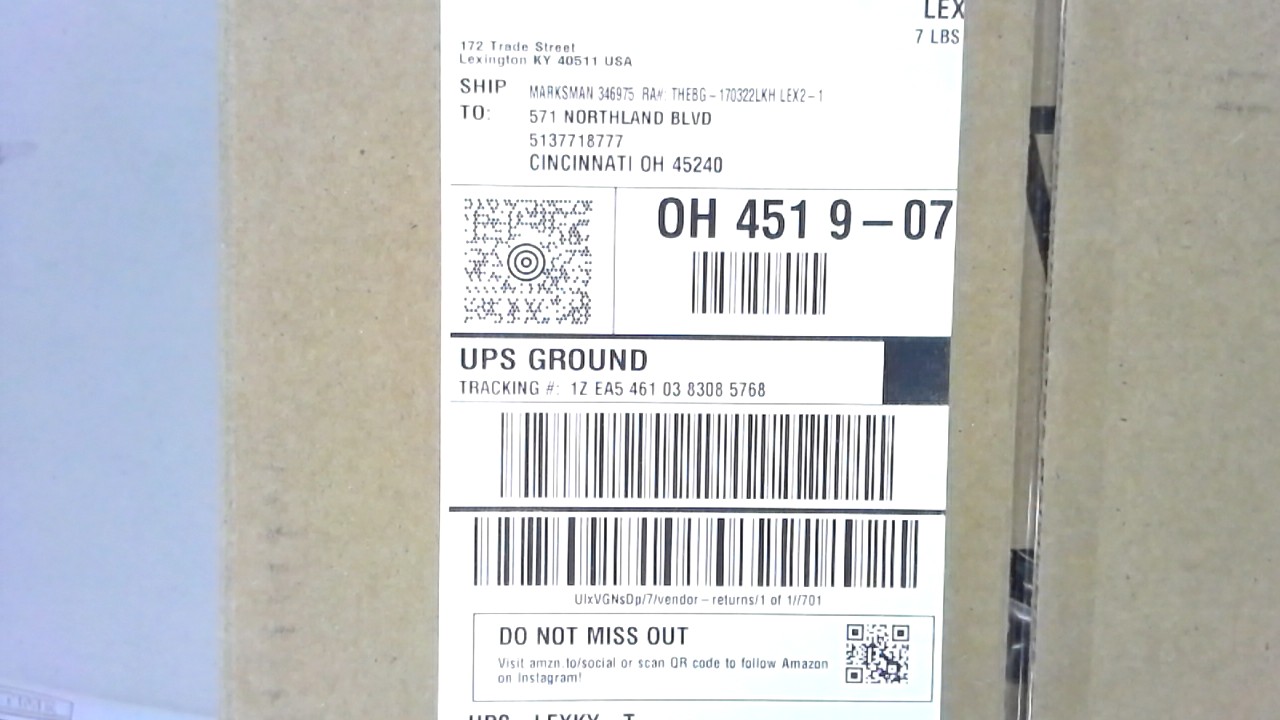 LEX
7 LBS
172 Trade Street
Lexington KY 40511 USA
SHIP
TO:
MARKSMAN 346975 RA#: THEBG-170322LKH LEX2-1
571 NORTHLAND BLVD
5137718777
CINCINNATI OH 45240
OH 451 9-07
UPS GROUND
TRACKING #: 1Z EA5 461 03 8308 5768
UIxVGNsDp/7/vendor-returns/1 of 1//701
DO NOT MISS OUT
Visit amzn.to/social or scan QR code to follow Amazon
on Instagram!